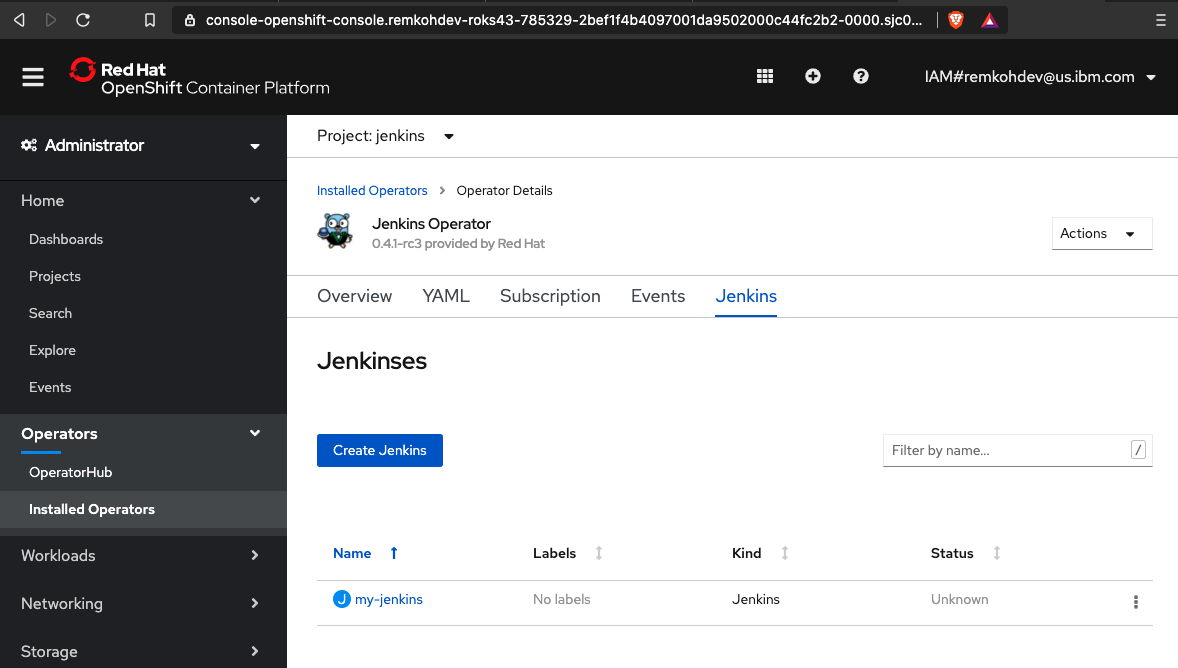 console-openshift-console.remkohdev-roks43-785329-2bef1f4b4097001da9502000c44fc2b2-0000.sjc0...
Red Hat
OpenShift Container Platform
IAM#remkohdev@us.ibm.com
Administrator
Home
Dashboards
Projects
Search
Explore
Events
Operators
OperatorHub
Installed Operators
Workloads
Networking
Storage
Project: jenkins
Installed Operators > Operator Details
Jenkins Operator
0.4.1-rc3 provided by Red Hat
Actions
Overview YAML Subscription Events Jenkins
Jenkinses
Create Jenkins
Filter by name... /
Name Labels Kind Status
J my-jenkins No labels Jenkins Unknown